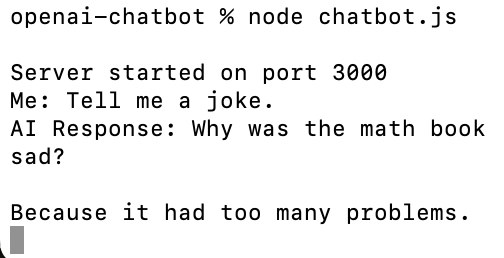 openai-chatbot % node chatbot.js
Server started on port 3000
Me: Tell me a joke.
AI Response: Why was the math book
sad?
Because it had too many problems.